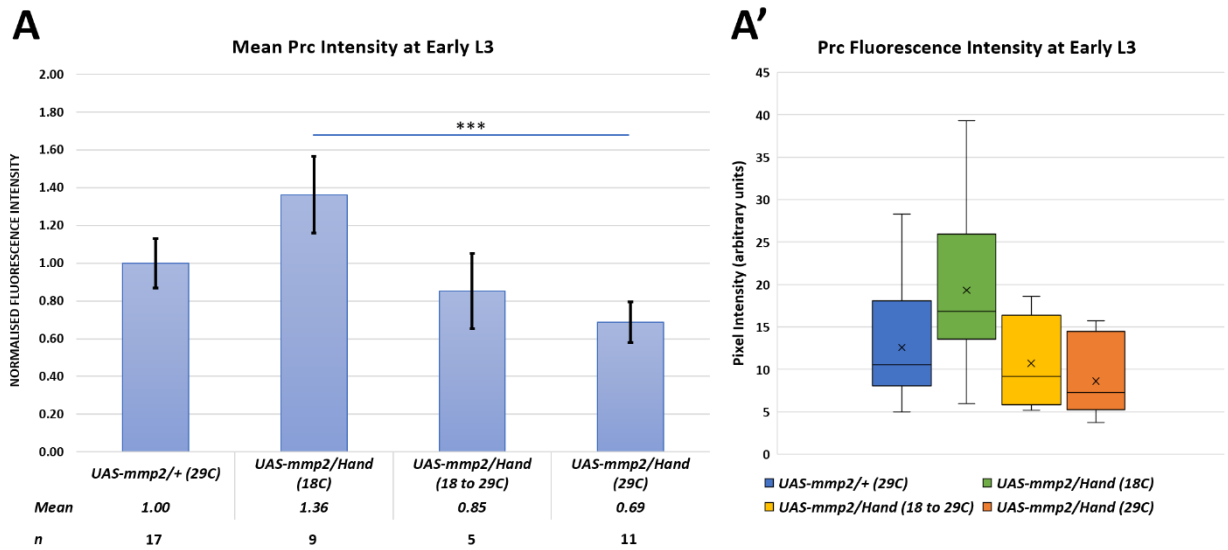 A
Mean Prc Intensity at Early L3
NORMALISED FLUORESCENCE INTENSITY
2.00
1.80
1.60
1.40
1.20
1.00
0.80
0.60
0.40
0.20
0.00
***
UAS-mmp2/+ (29C)
UAS-mmp2/Hand
(18C)
UAS-mmp2/Hand
(18 to 29C)
UAS-mmp2/Hand
(29C)
Mean 1.00 1.36 0.85 0.69
n 17 9 5 11
A'
Prc Fluorescence Intensity at Early L3
Pixel Intensity (arbitrary units)
45
40
35
30
25
20
15
10
5
0
UAS-mmp2/+ (29C) UAS-mmp2/Hand (18C)
UAS-mmp2/Hand (18 to 29C) UAS-mmp2/Hand (29C)